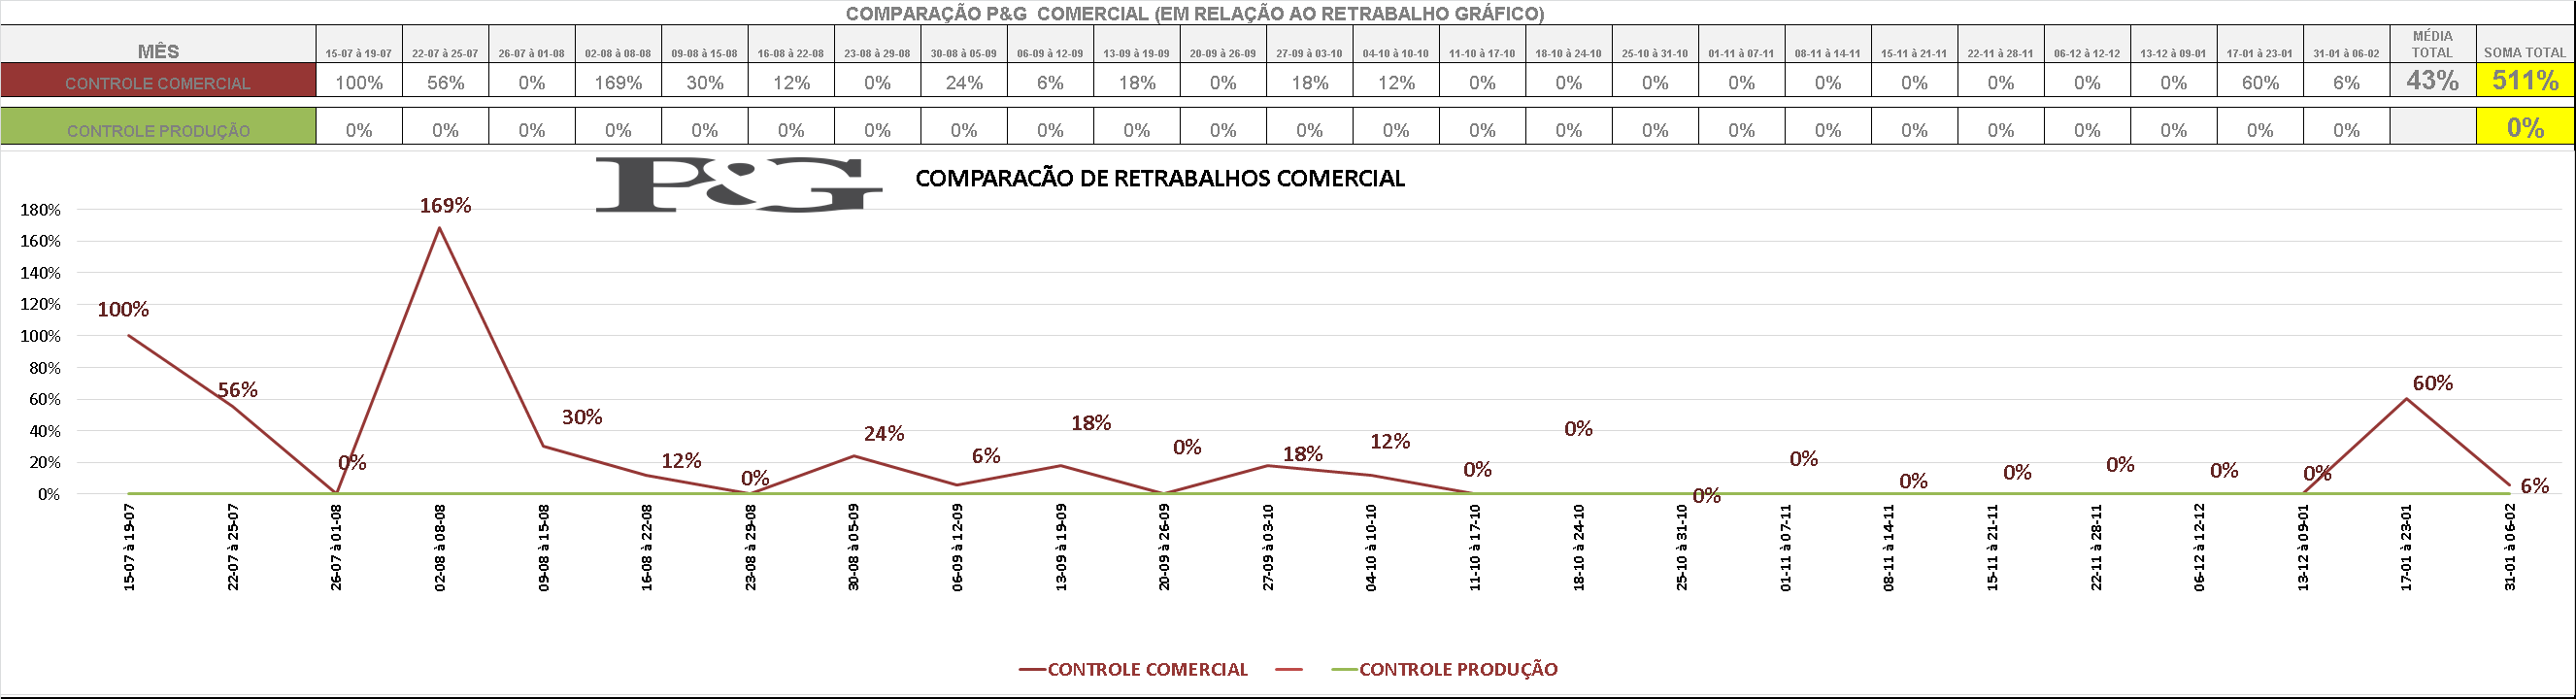 COMPARAÇÃO P&G COMERCIAL (EM RELAÇÃO AO RETRABALHO GRÁFICO)
MÊS 15-07 à 19-07 22-07 à 25-07 26-07 à 01-08 02-08 à 08-08 09-08 à 15-08 16-08 à 22-08 23-08 à 29-08 30-08 à 05-09 06-09 à 12-09 13-09 à 19-09 20-09 à 26-09 27-09 à 03-10 04-10 à 10-10 11-10 à 17-10 18-10 à 24-10 25-10 à 31-10 01-11 à 07-11 08-11 à 14-11 15-11 à 21-11 22-11 à 28-11 06-12 à 12-12 13-12 à 09-01 17-01 à 23-01 31-01 à 06-02 MÉDIA TOTAL SOMA TOTAL
CONTROLE COMERCIAL 100% 56% 0% 169% 30% 12% 0% 24% 6% 18% 0% 18% 12% 0% 0% 0% 0% 0% 0% 0% 0% 0% 60% 6% 43% 511%
CONTROLE PRODUÇÃO 0% 0% 0% 0% 0% 0% 0% 0% 0% 0% 0% 0% 0% 0% 0% 0% 0% 0% 0% 0% 0% 0% 0% 0% 0%
P&G
COMPARACÃO DE RETRABALHOS COMERCIAL
180%
160%
140%
120%
100%
80%
60%
40%
20%
0%
100% 56% 0% 169% 30% 12% 0% 24% 6% 18% 0% 18% 12% 0% 0% 0% 0% 0% 0% 0% 0% 0% 60% 6%
15-07 à 19-07
22-07 à 25-07
26-07 à 01-08
02-08 à 08-08
09-08 à 15-08
16-08 à 22-08
23-08 à 29-08
30-08 à 05-09
06-09 à 12-09
13-09 à 19-09
20-09 à 26-09
27-09 à 03-10
04-10 à 10-10
11-10 à 17-10
18-10 à 24-10
25-10 à 31-10
01-11 à 07-11
08-11 à 14-11
15-11 à 21-11
22-11 à 28-11
06-12 à 12-12
13-12 à 09-01
17-01 à 23-01
31-01 à 06-02
CONTROLE COMERCIAL CONTROLE PRODUÇÃO